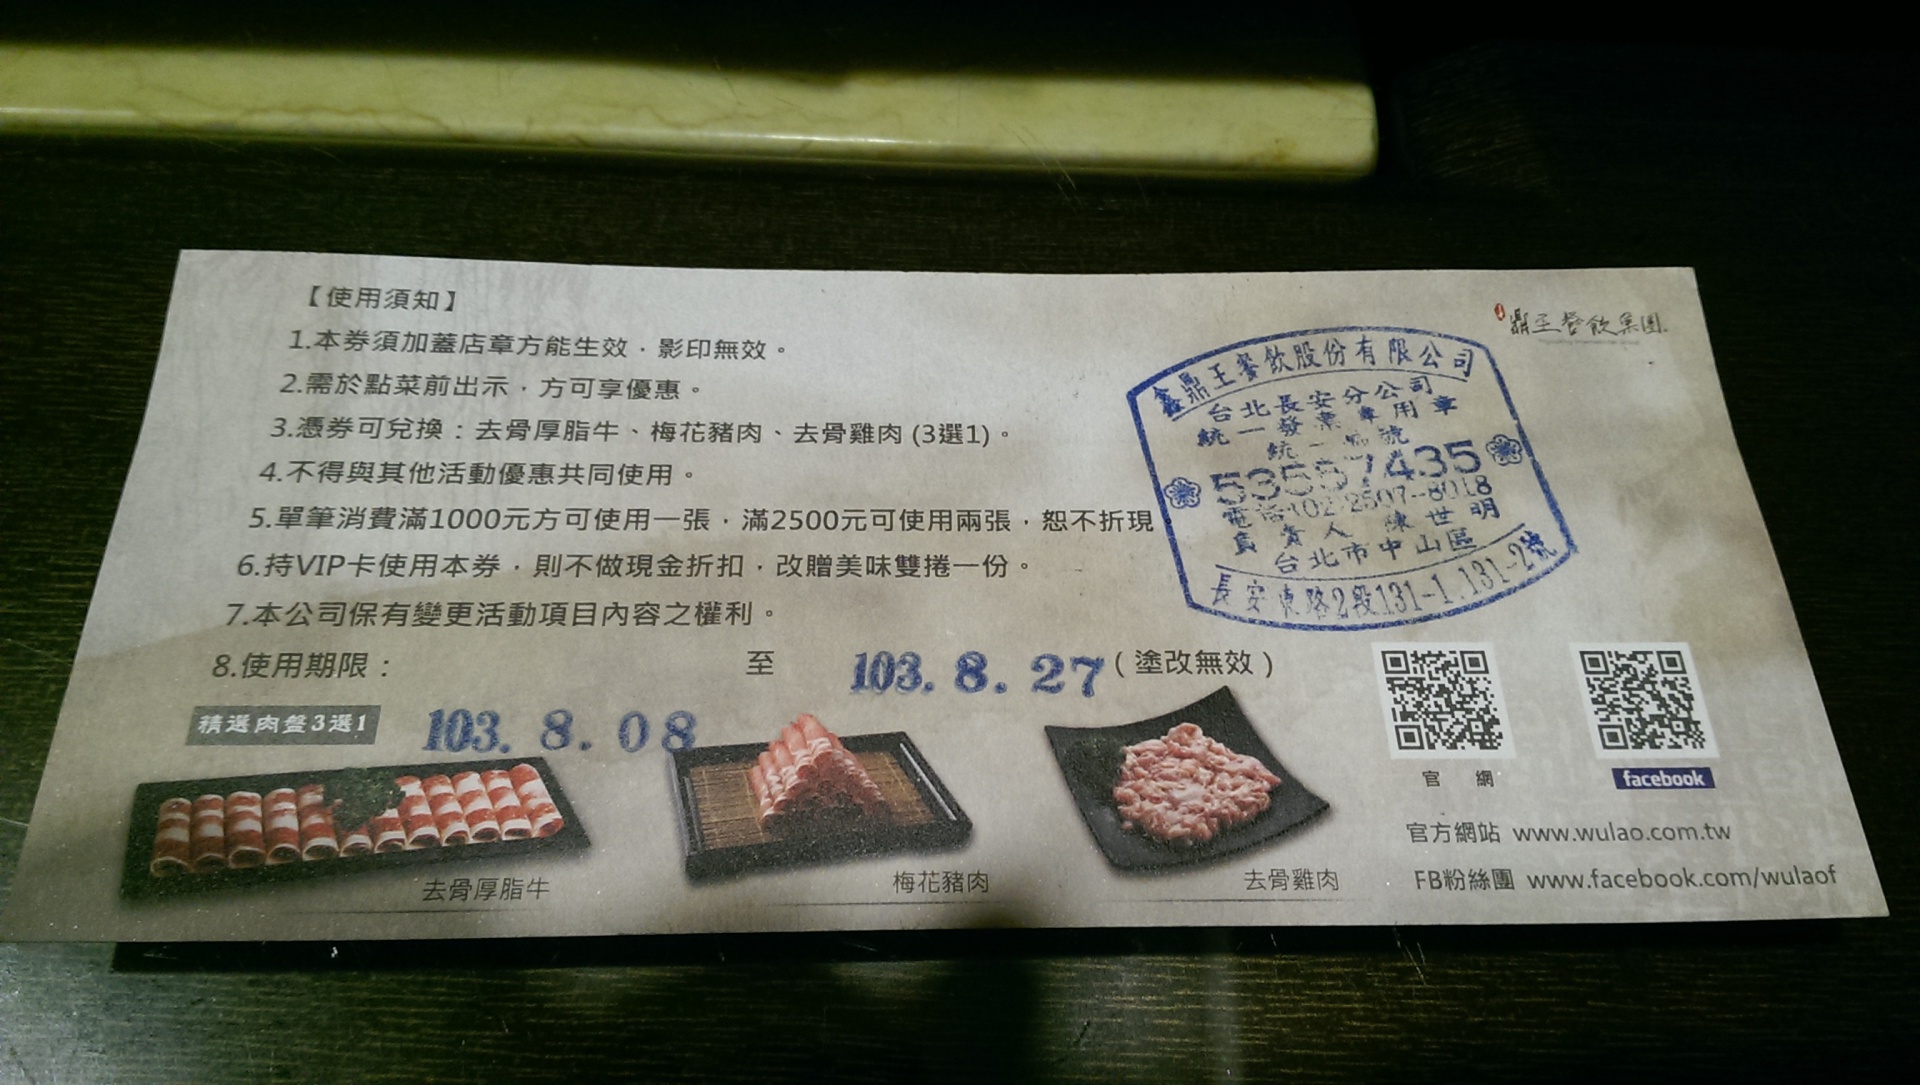 【使用須知】
1.本券須加蓋店章方能生效，影印無效。
2.需於點菜前出示，方可享優惠。
3.憑券可兌換：去骨厚脂牛、梅花豬肉、去骨雞肉(3選1)。
4.不得與其他活動優惠共同使用。
5.單筆消費滿1000元方可使用一張，滿2500元可使用兩張，恕不折現
6.持VIP卡使用本券，則不做現金折扣，改贈美味雙捲一份。
7.本公司保有變更活動項目內容之權利。
8.使用期限： 至 103.8.27(塗改無效)
103.8.08
精選肉盤3選1
去骨厚脂牛
梅花豬肉
去骨雞肉
鼎王餐飲集團
鑫鼎王餐飲股份有限公司
台北長安分公司
統一發票專用章
統一編號
53557435
電話(02)2507-8018
負責人 陳世明
台北市中山區
長安東路2段131-1.131-2號
官網
facebook
官方網站 www.wulao.com.tw
FB粉絲團 www.facebook.com/wulaof